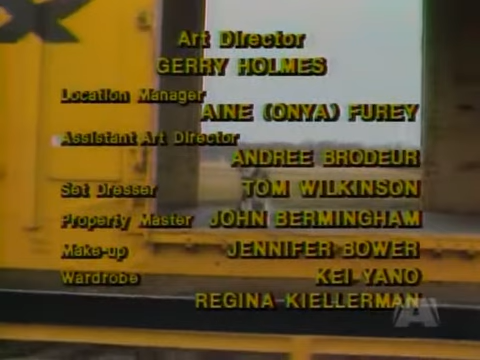 Art Director
GERRY HOLMES
Location Manager
AINE (ONYA) FUREY
Assistant Art Director
ANDREE BRODEUR
Set Dresser TOM WILKINSON
Property Master JOHN BERMINGHAM
Make-up JENNIFER BOWER
Wardrobe KEI YANO
REGINA KIELLERMAN
A